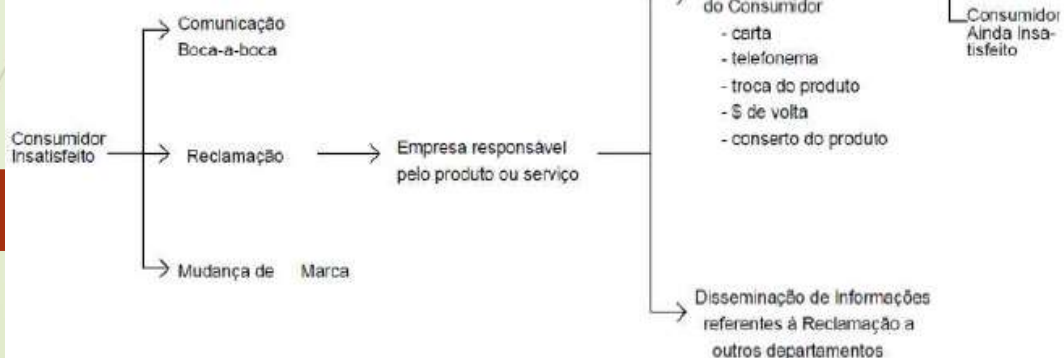 Comunicação
Boca-a-boca
Consumidor
Insatisfeito
Reclamação
Mudança de Marca
Empresa responsável
pelo produto ou serviço
do Consumidor
- carta
- telefonema
- troca do produto
- $ de volta
- conserto do produto
Consumidor
Ainda Insa-
tisfeito
Disseminação de Informações
referentes à Reclamação a
outros departamentos